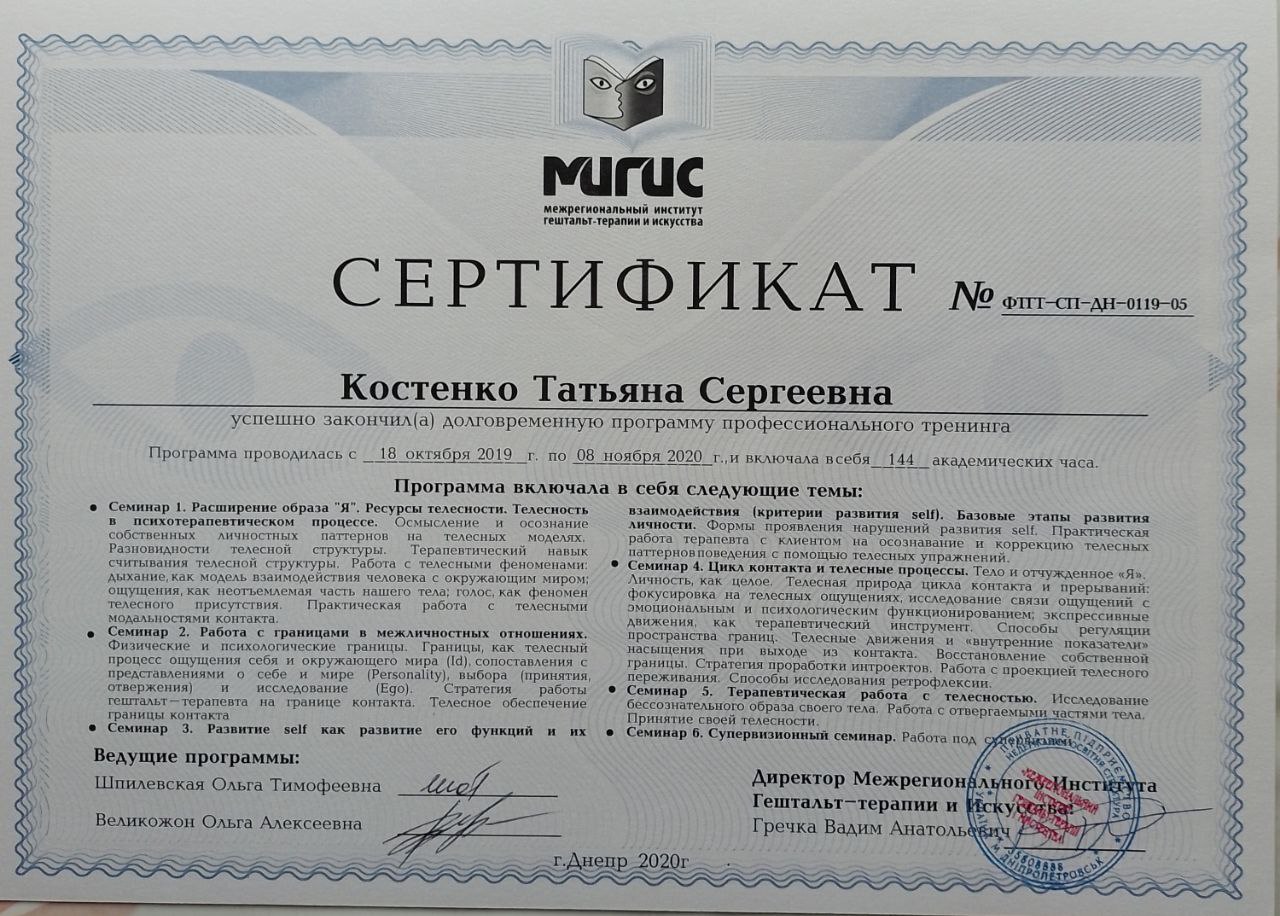 МИГИС
межрегиональный институт
гештальт-терапии и искусства
СЕРТИФИКАТ № ФПТ-СП-ДН-0119-05
Костенко Татьяна Сергеевна
успешно закончил(а) долговременную программу профессионального тренинга
Программа проводилась с 18 октября 2019 г. по 08 ноября 2020 г., и включала в себя 144 академических часа.
Программа включала в себя следующие темы:
• Семинар 1. Расширение образа "Я". Ресурсы телесности. Телесность
в психотерапевтическом процессе. Осмысление и осознание
собственных личностных паттернов на телесных моделях.
Разновидности телесной структуры. Терапевтический навык
считывания телесной структуры. Работа с телесными феноменами:
дыхание, как модель взаимодействия человека с окружающим миром;
ощущения, как неотъемлемая часть нашего тела; голос, как феномен
телесного присутствия. Практическая работа с телесными
модальностями контакта.
• Семинар 2. Работа с границами в межличностных отношениях.
Физические и психологические границы. Границы, как телесный
процесс ощущения себя и окружающего мира (Id), сопоставления с
представлениями о себе и мире (Personality), выбора (принятия,
отвержения) и исследование (Ego). Стратегия работы
гештальт-терапевта на границе контакта. Телесное обеспечение
границы контакта
• Семинар 3. Развитие self как развитие его функций и их
взаимодействия (критерии развития self). Базовые этапы развития
личности. Формы проявления нарушений развития self. Практическая
работа терапевта с клиентом на осознавание и коррекцию телесных
паттернов поведения с помощью телесных упражнений.
• Семинар 4. Цикл контакта и телесные процессы. Тело и отчужденное «Я».
Личность, как целое. Телесная природа цикла контакта и прерываний:
фокусировка на телесных ощущениях, исследование связи ощущений с
эмоциональным и психологическим функционированием; экспрессивные
движения, как терапевтический инструмент. Способы регуляции
пространства границ. Телесные движения и «внутренние показатели»
насыщения при выходе из контакта. Восстановление собственной
границы. Стратегия проработки интроектов. Работа с проекцией телесного
переживания. Способы исследования ретрофлексии.
• Семинар 5. Терапевтическая работа с телесностью. Исследование
бессознательного образа своего тела. Работа с отвергаемыми частями тела.
Принятие своей телесности.
• Семинар 6. Супервизионный семинар. Работа под супервизией
Ведущие программы:
Шпилевская Ольга Тимофеевна
Великожон Ольга Алексеевна
Директор Межрегионального Института
Гештальт-терапии и Искусства:
Гречка Вадим Анатольевич
г.Днепр 2020г
ПРИВАТНЕ ПІДПРИЄМСТВО
М.ДНІПРОПЕТРОВСЬК